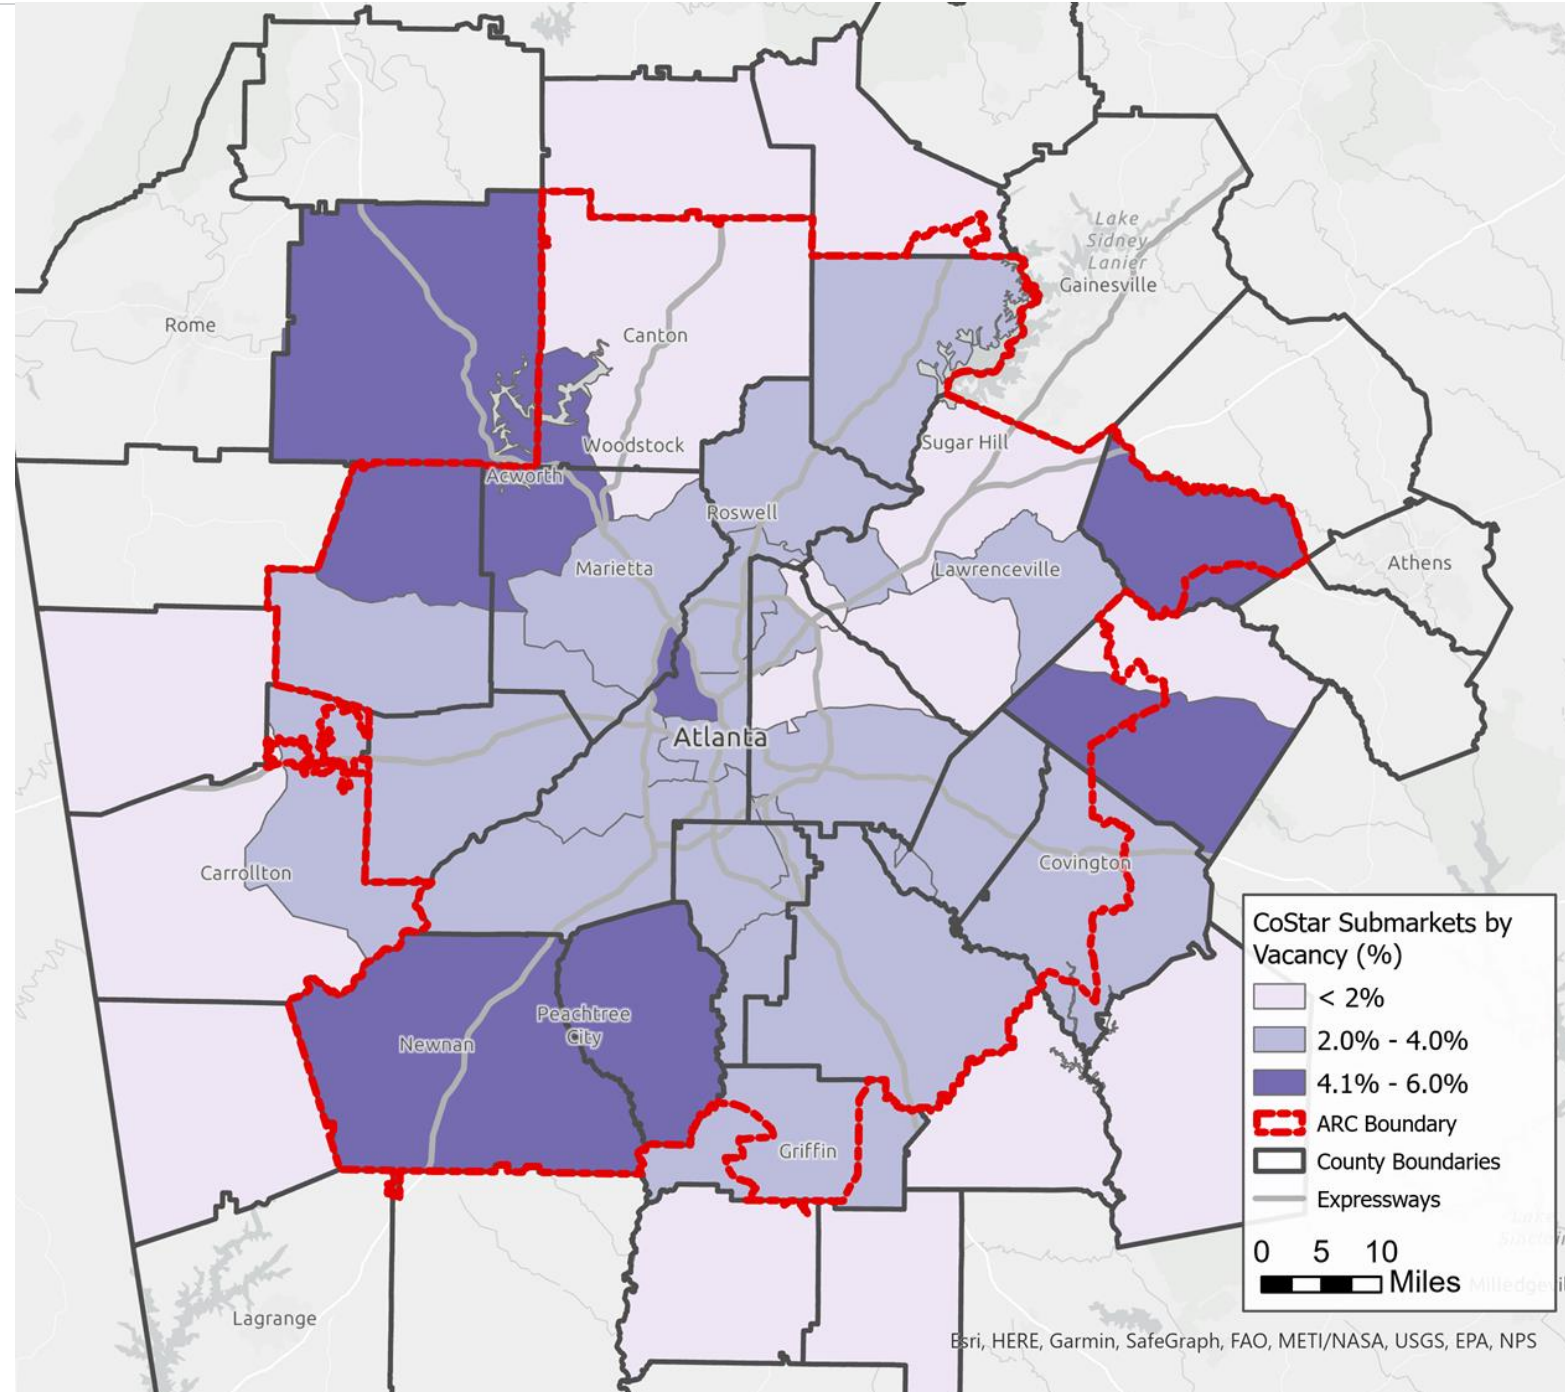 Lake
Sidney
Lanier
Gainesville
Rome
Canton
Woodstock
Sugar Hill
Acworth
Roswell
Marietta
Lawrenceville
Athens
Atlanta
Carrollton
Covington
Newnan
Peachtree
City
Griffin
Lagrange
CoStar Submarkets by
Vacancy (%)
< 2%
2.0% - 4.0%
4.1% - 6.0%
ARC Boundary
County Boundaries
Expressways
0 5 10
Miles
Esri, HERE, Garmin, SafeGraph, FAO, METI/NASA, USGS, EPA, NPS